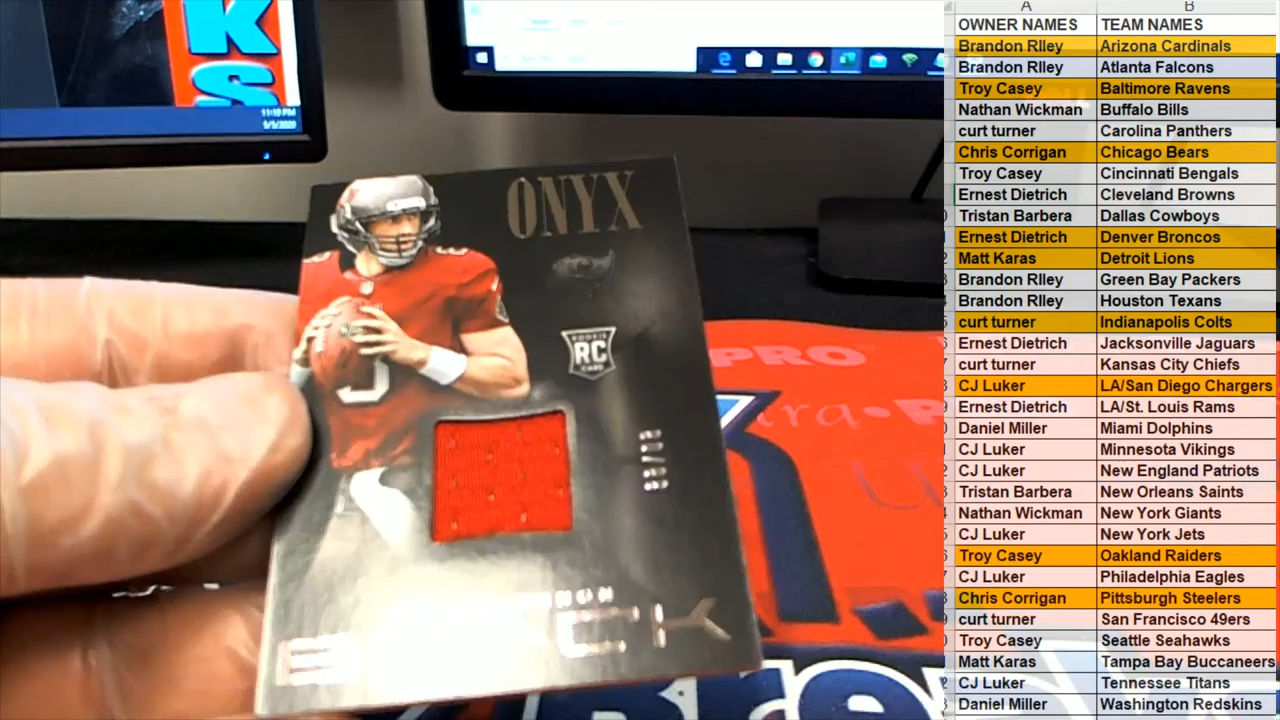 KS
11:19 PM
ONYX
ROOKIE
RC
CARD
PRO
A B
OWNER NAMES TEAM NAMES
Brandon RIley Arizona Cardinals
Brandon RIley Atlanta Falcons
Troy Casey Baltimore Ravens
Nathan Wickman Buffalo Bills
curt turner Carolina Panthers
Chris Corrigan Chicago Bears
Troy Casey Cincinnati Bengals
Ernest Dietrich Cleveland Browns
Tristan Barbera Dallas Cowboys
Ernest Dietrich Denver Broncos
Matt Karas Detroit Lions
Brandon RIley Green Bay Packers
Brandon RIley Houston Texans
curt turner Indianapolis Colts
Ernest Dietrich Jacksonville Jaguars
curt turner Kansas City Chiefs
CJ Luker LA/San Diego Chargers
Ernest Dietrich LA/St. Louis Rams
Daniel Miller Miami Dolphins
CJ Luker Minnesota Vikings
CJ Luker New England Patriots
Tristan Barbera New Orleans Saints
Nathan Wickman New York Giants
CJ Luker New York Jets
Troy Casey Oakland Raiders
CJ Luker Philadelphia Eagles
Chris Corrigan Pittsburgh Steelers
curt turner San Francisco 49ers
Troy Casey Seattle Seahawks
Matt Karas Tampa Bay Buccaneers
CJ Luker Tennessee Titans
Daniel Miller Washington Redskins